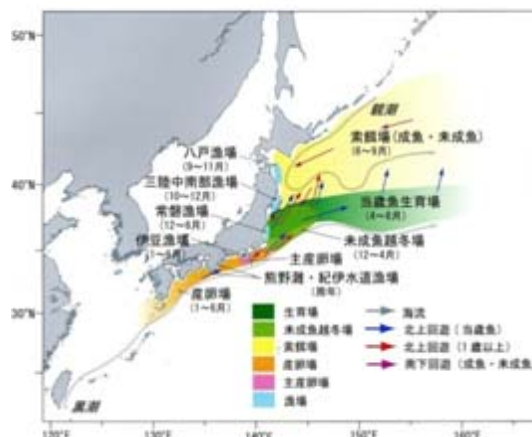 50°N
親潮
索餌場(成魚・未成魚)
(6～9月)
八戸漁場
(9～11月)
40°N
三陸中南部漁場
(10～12月)
当歳魚生育場
(4～6月)
常磐漁場
(12～6月)
伊豆漁場
未成魚越冬場
(12～4月)
主産卵場
熊野灘・紀伊水道漁場
(周年)
産卵場
(1～6月)
30°N
黒潮
生育場
未成魚越冬場
索餌場
産卵場
主産卵場
漁場
海流
北上回遊(当歳魚)
北上回遊(1歳以上)
南下回遊(成魚・未成魚)
120°E
130°E
140°E
150°E
160°E